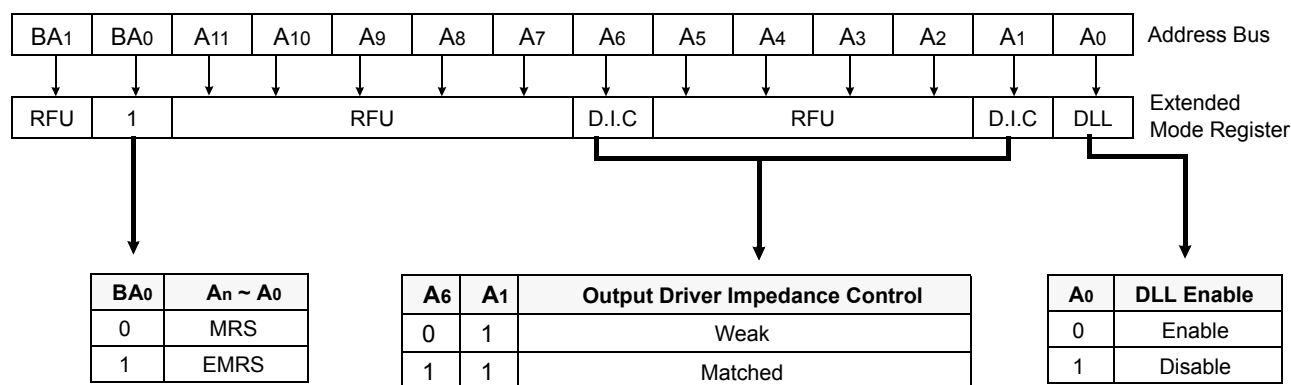 BA1 BA0 A11 A10 A9 A8 A7 A6 A5 A4 A3 A2 A1 A0 Address Bus
RFU 1 RFU D.I.C RFU D.I.C DLL Extended
Mode Register
BA0 An ~ A0
0 MRS
1 EMRS
A6 A1 Output Driver Impedance Control
0 1 Weak
1 1 Matched
A0 DLL Enable
0 Enable
1 Disable